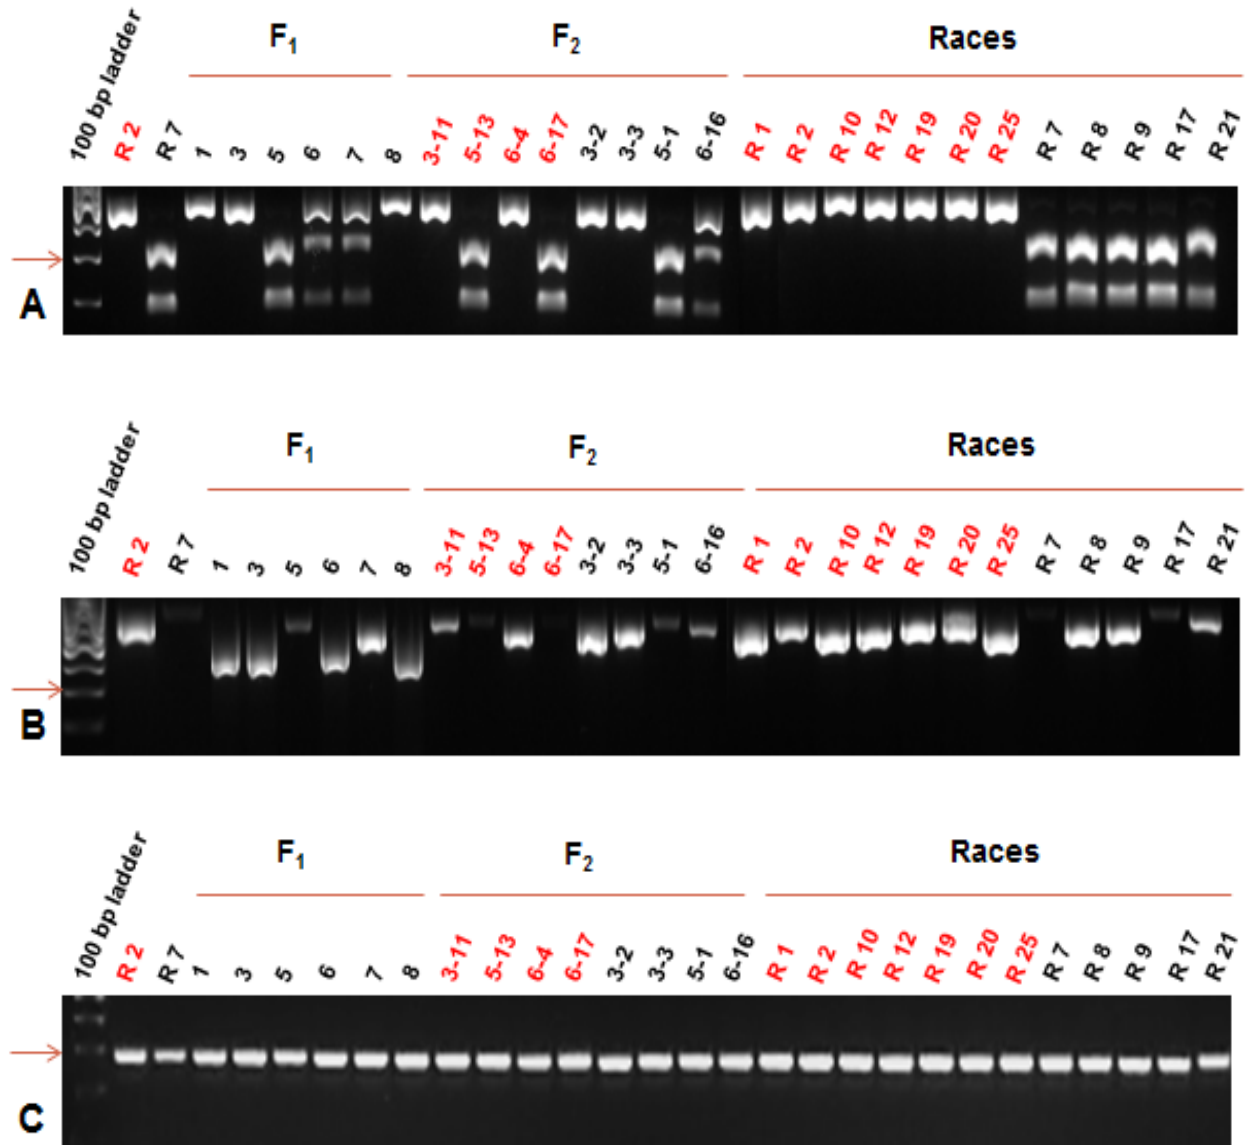 F1 F2 Races
100 bp ladder R 2 R 7 1 3 5 6 7 8 3-11 5-13 6-4 6-17 3-2 3-3 5-1 6-16 R 1 R 2 R 10 R 12 R 19 R 20 R 25 R 7 R 8 R 9 R 17 R 21
A
F1 F2 Races
100 bp ladder R 2 R 7 1 3 5 6 7 8 3-11 5-13 6-4 6-17 3-2 3-3 5-1 6-16 R 1 R 2 R 10 R 12 R 19 R 20 R 25 R 7 R 8 R 9 R 17 R 21
B
F1 F2 Races
100 bp ladder R 2 R 7 1 3 5 6 7 8 3-11 5-13 6-4 6-17 3-2 3-3 5-1 6-16 R 1 R 2 R 10 R 12 R 19 R 20 R 25 R 7 R 8 R 9 R 17 R 21
C